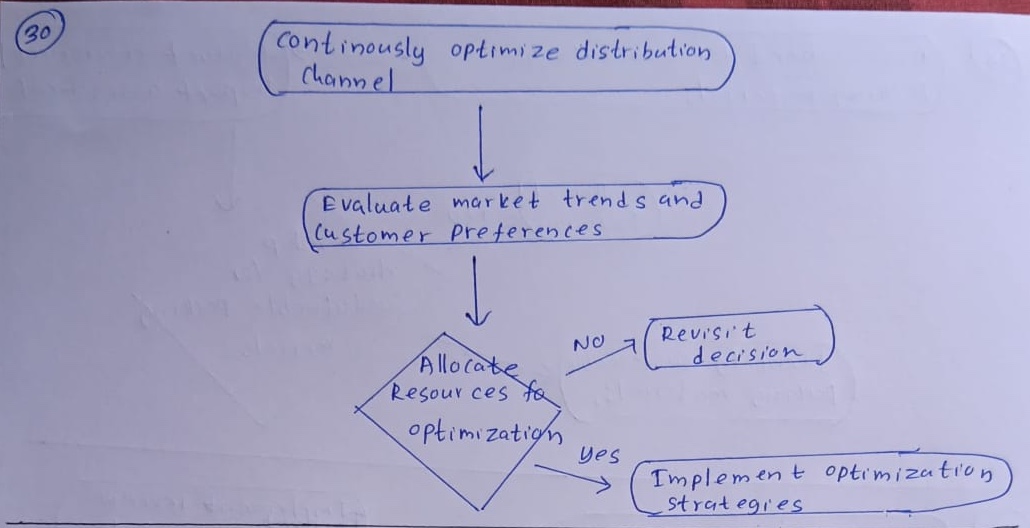 30
continously optimize distribution
channel
Evaluate market trends and
customer preferences
Allocate
Resources to
optimization
NO
Revisit
decision
yes
Implement optimization
strategies